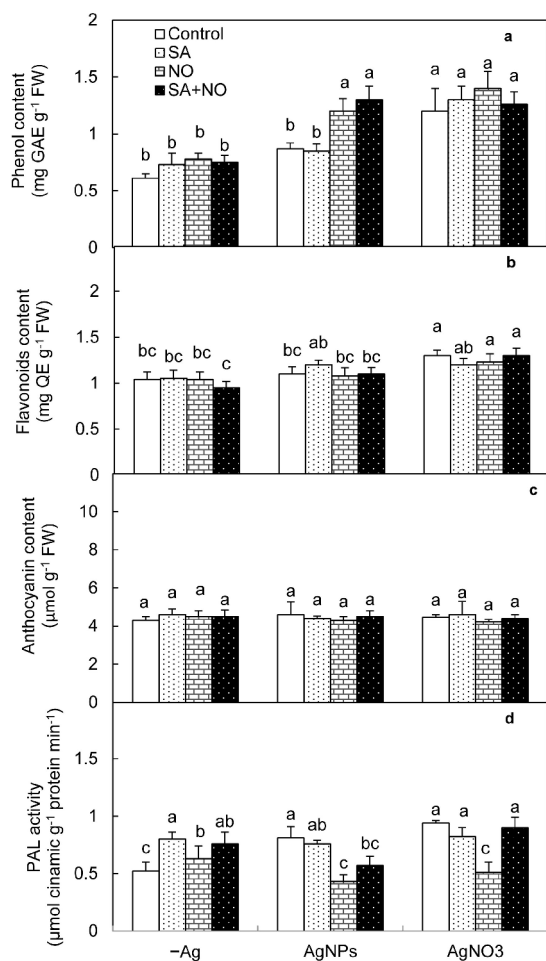 Control
SA
NO
SA+NO
a
Phenol content
(mg GAE g-1 FW)
2
1.5
1
0.5
0
b b b b
b b a a
a a a a
b
Flavonoids content
(mg QE g-1 FW)
2
1.5
1
0.5
0
bc bc bc c
bc ab bc bc
a ab a a
c
Anthocyanin content
(µmol g-1 FW)
10
8
6
4
2
0
a a a a
a a a a
a a a a
d
PAL activity
(µmol cinamic g-1 protein min-1)
1.5
1
0.5
0
c a b ab
a ab c bc
a a c a
−Ag AgNPs AgNO3